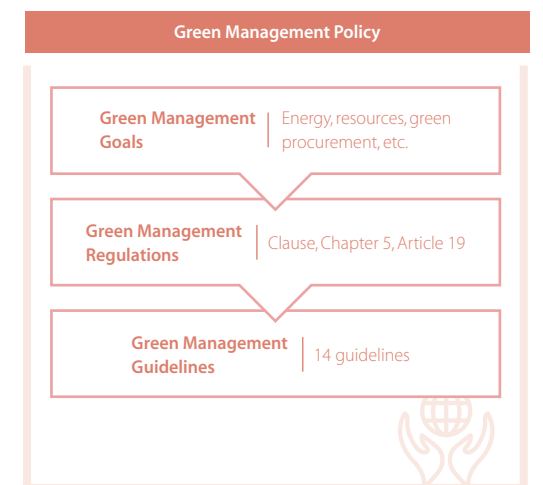 Green Management Policy
Green Management
Goals
Energy, resources, green
procurement, etc.
Green Management
Regulations
Clause, Chapter 5, Article 19
Green Management
Guidelines
14 guidelines